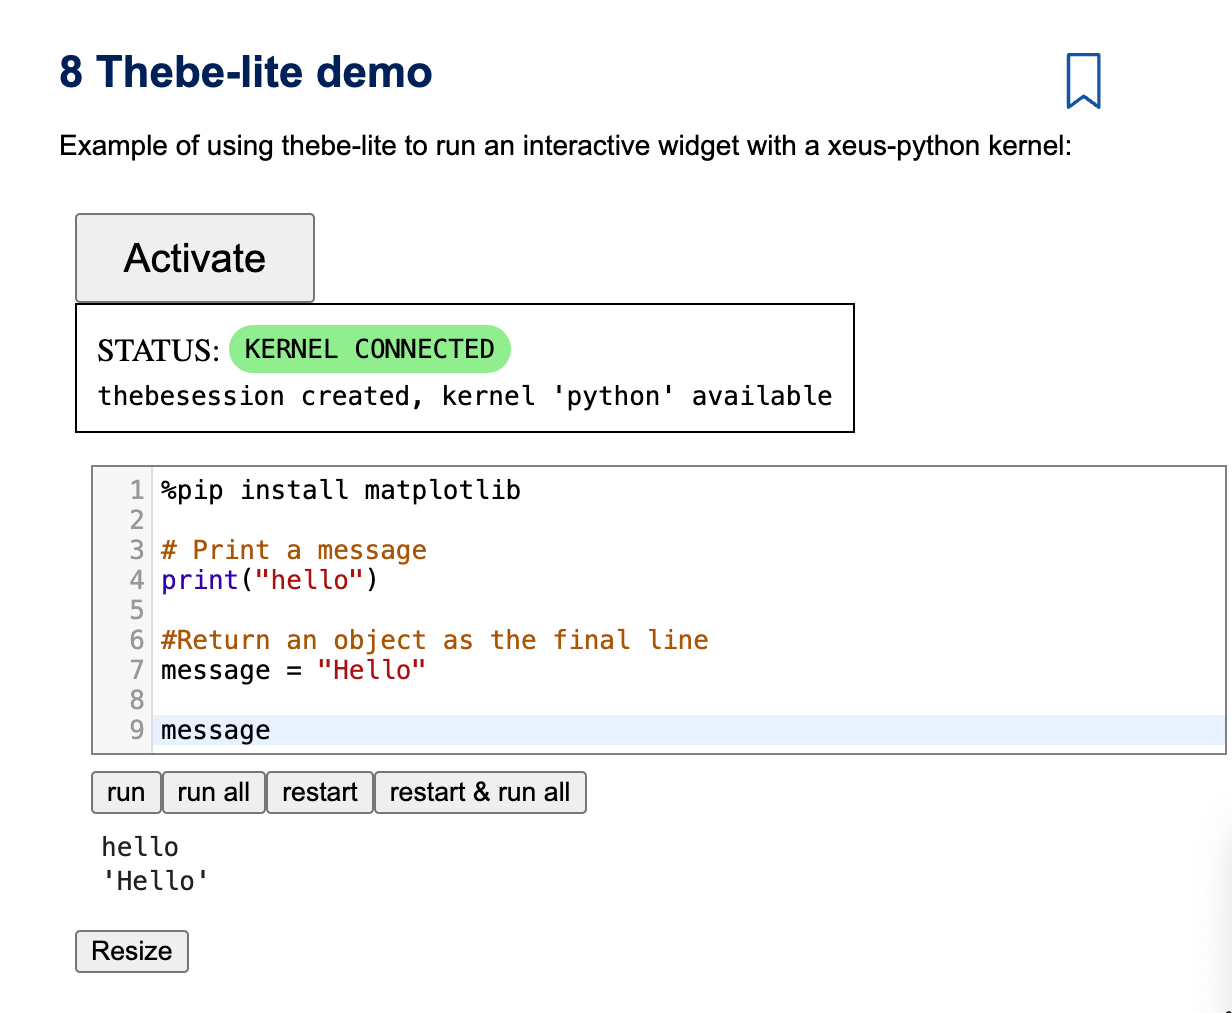 8 Thebe-lite demo
Example of using thebe-lite to run an interactive widget with a xeus-python kernel:
Activate
STATUS: KERNEL CONNECTED
thebesession created, kernel 'python' available
1 %pip install matplotlib
2
3 # Print a message
4 print("hello")
5
6 #Return an object as the final line
7 message = "Hello"
8
9 message
run run all restart restart & run all
hello
'Hello'
Resize